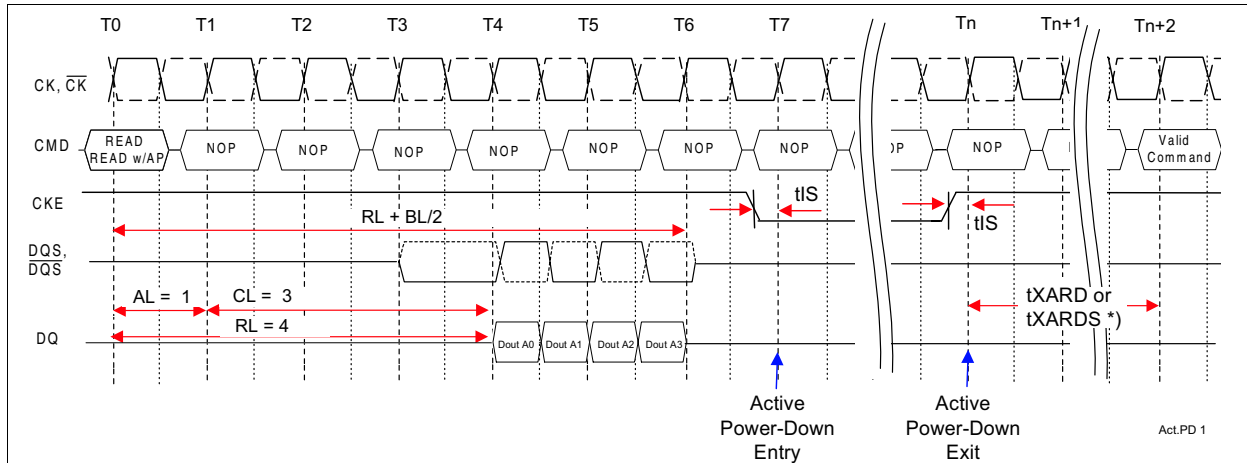 T0 T1 T2 T3 T4 T5 T6 T7 Tn Tn+1 Tn+2
CK, CK
CMD
READ
READ w/AP
NOP NOP NOP NOP NOP NOP NOP OP NOP Valid
Command
CKE
tIS
tIS
RL + BL/2
DQS,
DQS
AL = 1
CL = 3
tXARD or
tXARDS *)
RL = 4
DQ
Dout A0 Dout A1 Dout A2 Dout A3
Active
Power-Down
Entry
Active
Power-Down
Exit
Act.PD 1